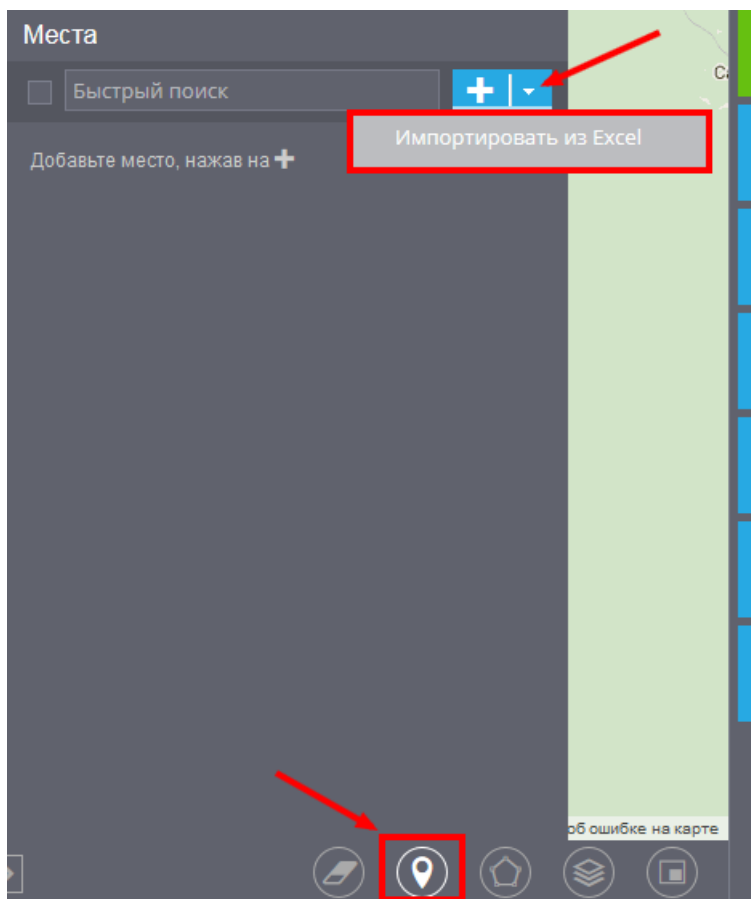 Места
Быстрый поиск
Импортировать из Excel
Добавьте место, нажав на
об ошибке на карте